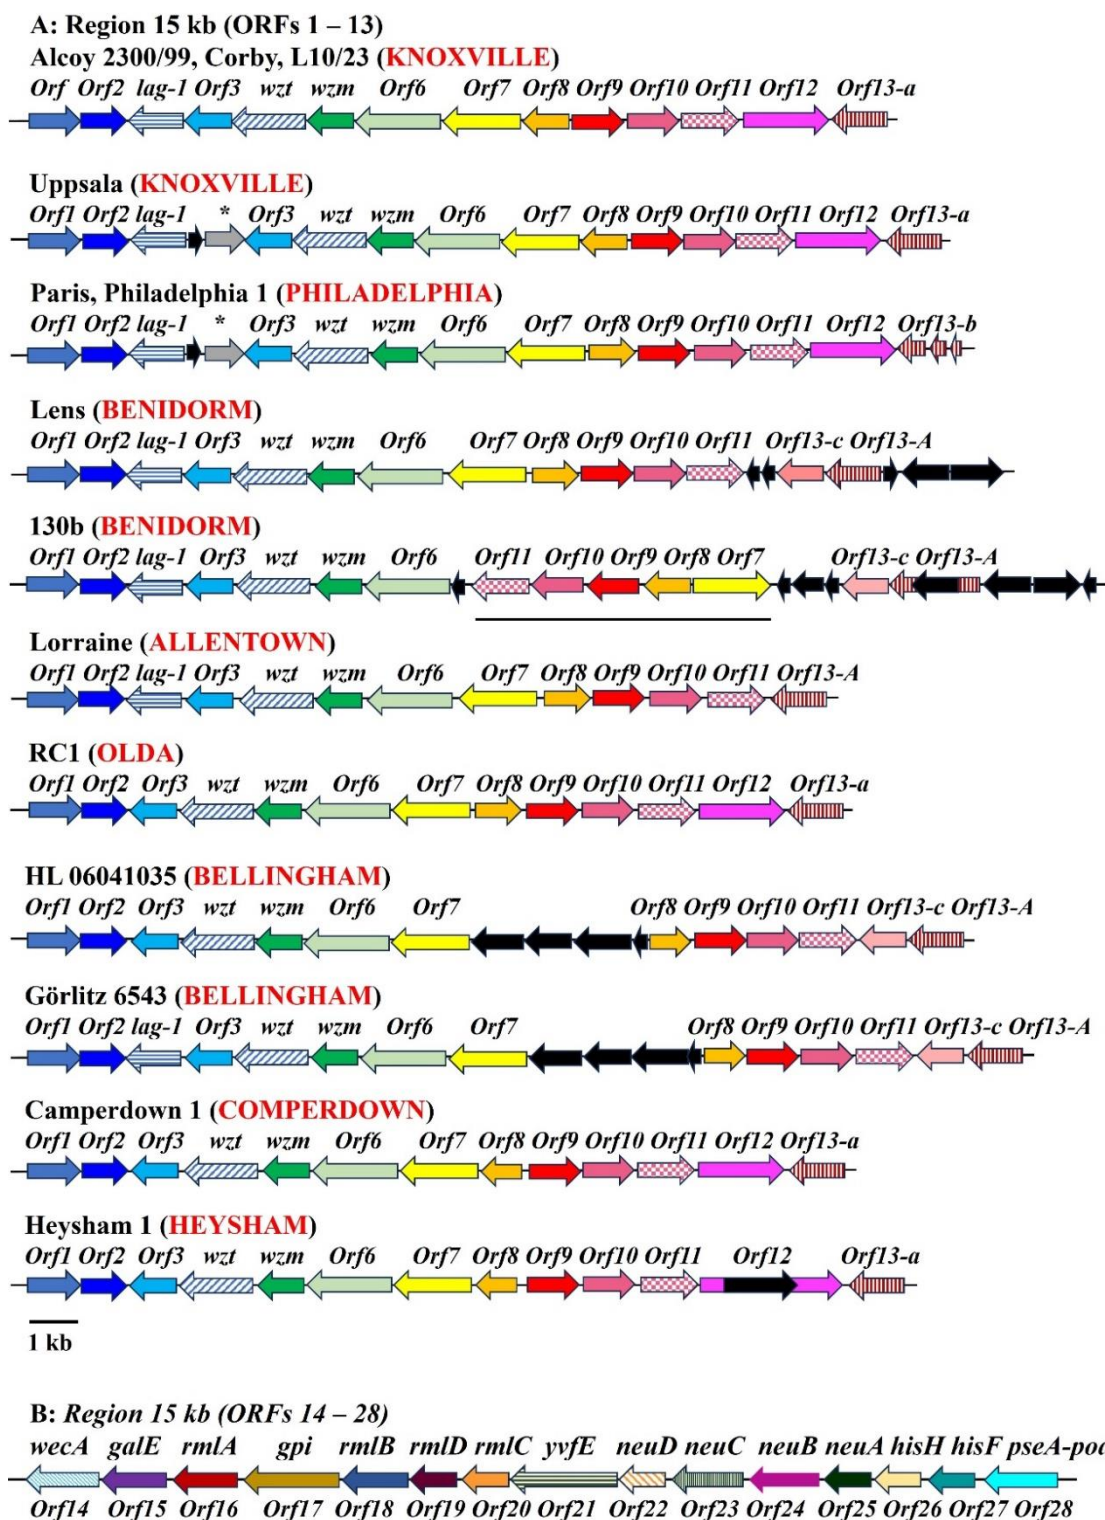 A: Region 15 kb (ORFs 1 – 13)
Alcoy 2300/99, Corby, L10/23 (KNOXVILLE)
Orf Orf2 lag-1 Orf3 wzt wzm Orf6 Orf7 Orf8 Orf9 Orf10 Orf11 Orf12 Orf13-a
Uppsala (KNOXVILLE)
Orf1 Orf2 lag-1 * Orf3 wzt wzm Orf6 Orf7 Orf8 Orf9 Orf10 Orf11 Orf12 Orf13-a
Paris, Philadelphia 1 (PHILADELPHIA)
Orf1 Orf2 lag-1 * Orf3 wzt wzm Orf6 Orf7 Orf8 Orf9 Orf10 Orf11 Orf12 Orf13-b
Lens (BENIDORM)
Orf1 Orf2 lag-1 Orf3 wzt wzm Orf6 Orf7 Orf8 Orf9 Orf10 Orf11 Orf13-c Orf13-A
130b (BENIDORM)
Orf1 Orf2 lag-1 Orf3 wzt wzm Orf6 Orf11 Orf10 Orf9 Orf8 Orf7 Orf13-c Orf13-A
Lorraine (ALLENTOWN)
Orf1 Orf2 lag-1 Orf3 wzt wzm Orf6 Orf7 Orf8 Orf9 Orf10 Orf11 Orf13-A
RC1 (OLDA)
Orf1 Orf2 Orf3 wzt wzm Orf6 Orf7 Orf8 Orf9 Orf10 Orf11 Orf12 Orf13-a
HL 06041035 (BELLINGHAM)
Orf1 Orf2 Orf3 wzt wzm Orf6 Orf7 Orf8 Orf9 Orf10 Orf11 Orf13-c Orf13-A
Görlitz 6543 (BELLINGHAM)
Orf1 Orf2 lag-1 Orf3 wzt wzm Orf6 Orf7 Orf8 Orf9 Orf10 Orf11 Orf13-c Orf13-A
Camperdown 1 (COMPERDOWN)
Orf1 Orf2 Orf3 wzt wzm Orf6 Orf7 Orf8 Orf9 Orf10 Orf11 Orf12 Orf13-a
Heysham 1 (HEYSHAM)
Orf1 Orf2 Orf3 wzt wzm Orf6 Orf7 Orf8 Orf9 Orf10 Orf11 Orf12 Orf13-a
1 kb
B: Region 15 kb (ORFs 14 – 28)
wecA galE rmlA gpi rmlB rmlD rmlC yvfE neuD neuC neuB neuA hisH hisF
Orf14 Orf15 Orf16 Orf17 Orf18 Orf19 Orf20 Orf21 Orf22 Orf23 Orf24 Orf25 Orf26 Orf27 Orf28